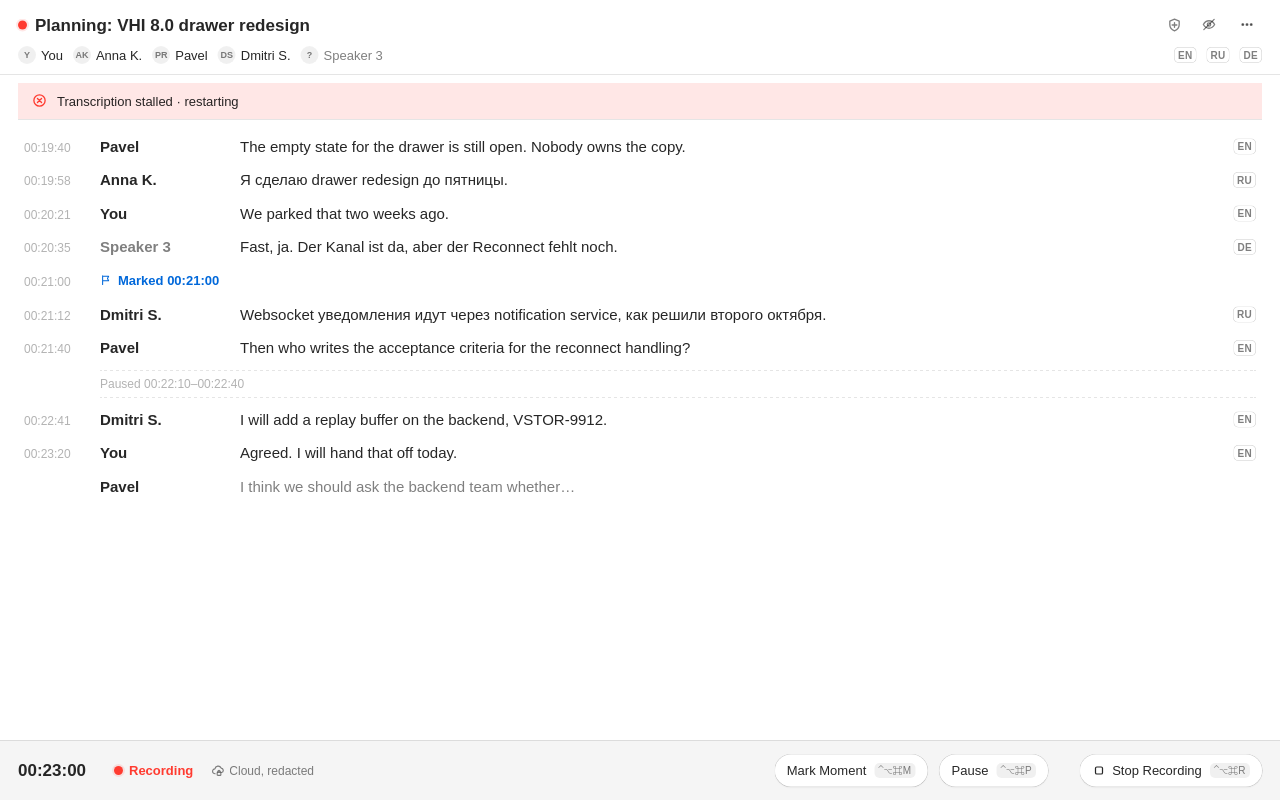 Planning: VHI 8.0 drawer redesign
Y You AK Anna K. PR Pavel DS Dmitri S. ? Speaker 3 EN RU DE
Transcription stalled · restarting
00:19:40 Pavel The empty state for the drawer is still open. Nobody owns the copy. EN
00:19:58 Anna K. Я сделаю drawer redesign до пятницы. RU
00:20:21 You We parked that two weeks ago. EN
00:20:35 Speaker 3 Fast, ja. Der Kanal ist da, aber der Reconnect fehlt noch. DE
00:21:00 Marked 00:21:00
00:21:12 Dmitri S. Websocket уведомления идут через notification service, как решили второго октября. RU
00:21:40 Pavel Then who writes the acceptance criteria for the reconnect handling? EN
Paused 00:22:10–00:22:40
00:22:41 Dmitri S. I will add a replay buffer on the backend, VSTOR-9912. EN
00:23:20 You Agreed. I will hand that off today. EN
Pavel I think we should ask the backend team whether…
00:23:00 Recording Cloud, redacted Mark Moment ^⌥⌘M Pause ^⌥⌘P Stop Recording ^⌥⌘R